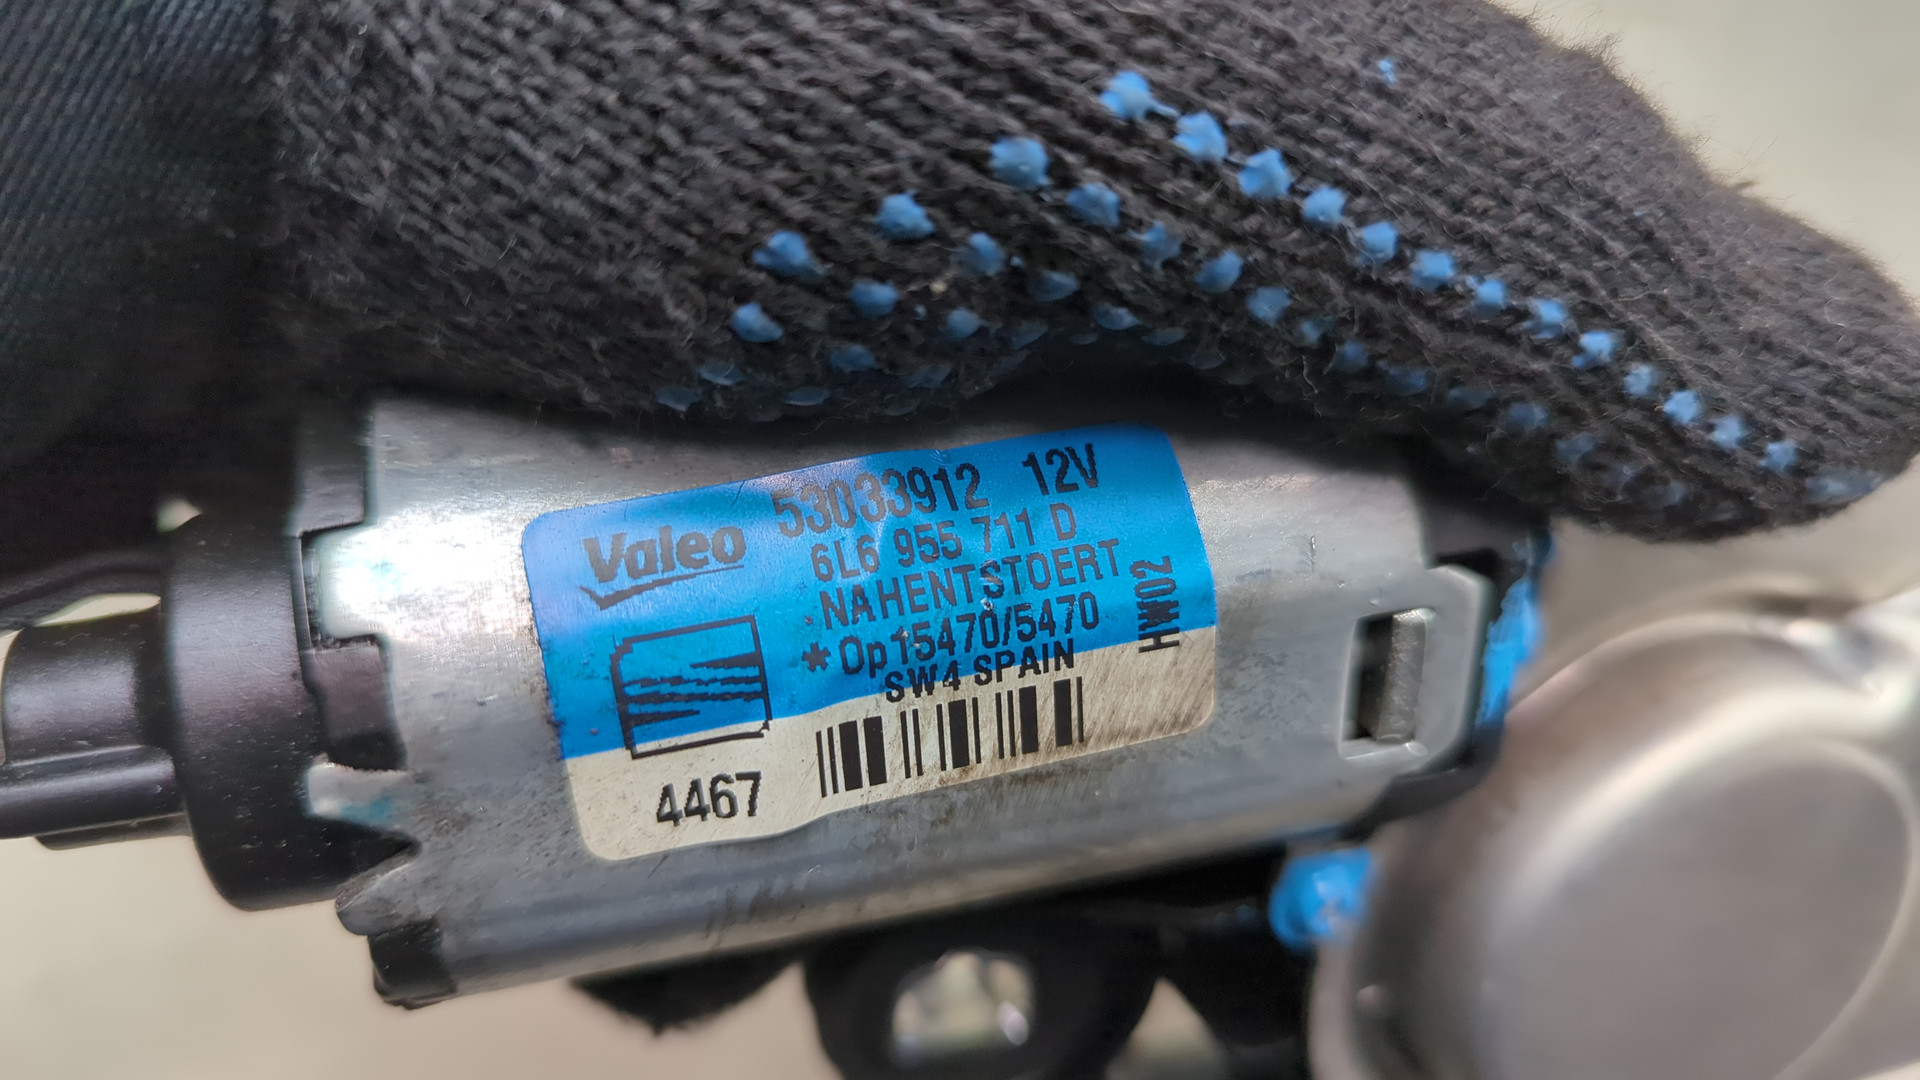 Valeo 53033912 12V
6L6 955 711 D
NAHENTSTOERT
*Op15470/5470
SW4 SPAIN
HW02
4467